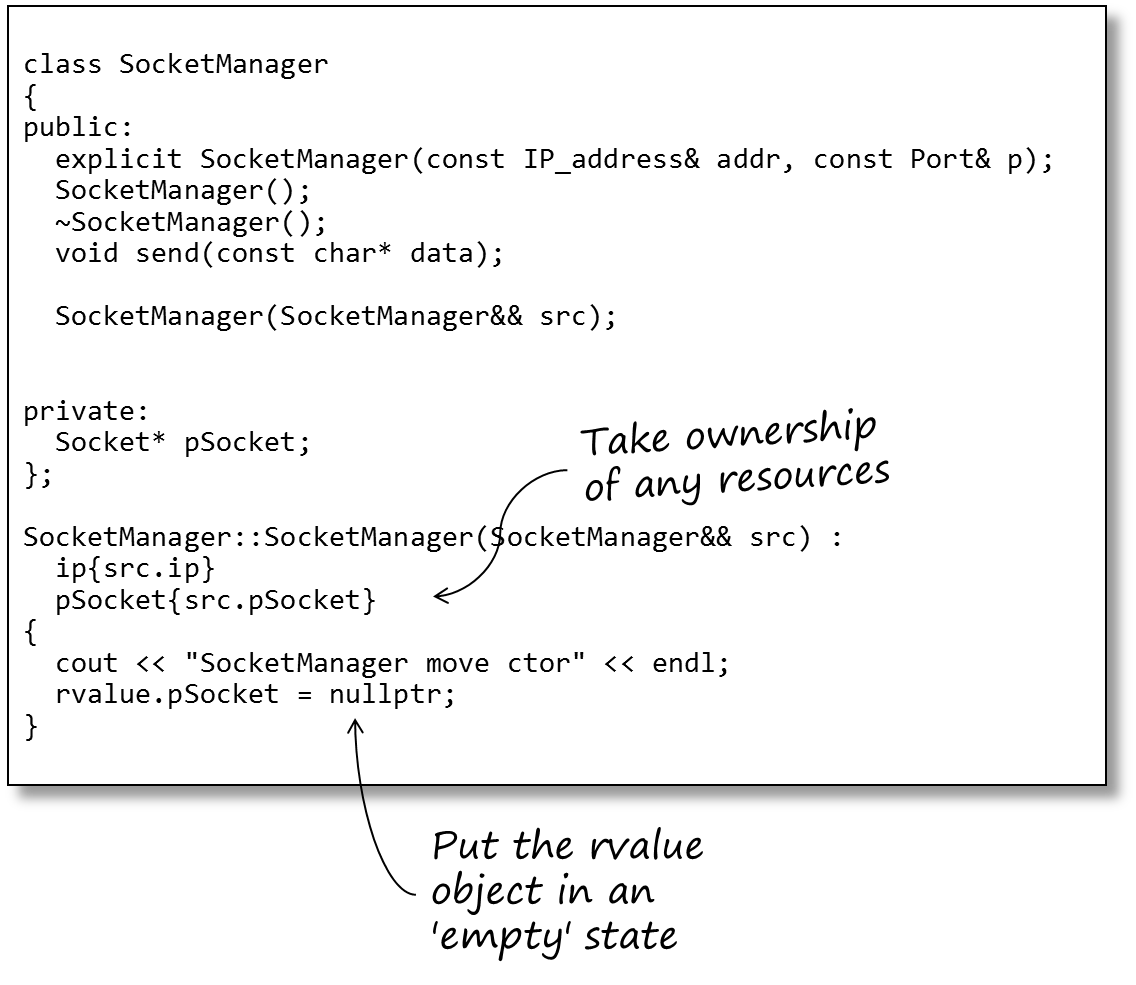 class SocketManager
{
public:
  explicit SocketManager(const IP_address& addr, const Port& p);
  SocketManager();
  ~SocketManager();
  void send(const char* data);
  SocketManager(SocketManager&& src);
private:
  Socket* pSocket;
};
Take ownership
of any resources
SocketManager::SocketManager(SocketManager&& src) :
  ip{src.ip}
  pSocket{src.pSocket}
{
  cout << "SocketManager move ctor" << endl;
  rvalue.pSocket = nullptr;
}
Put the rvalue
object in an
'empty' state